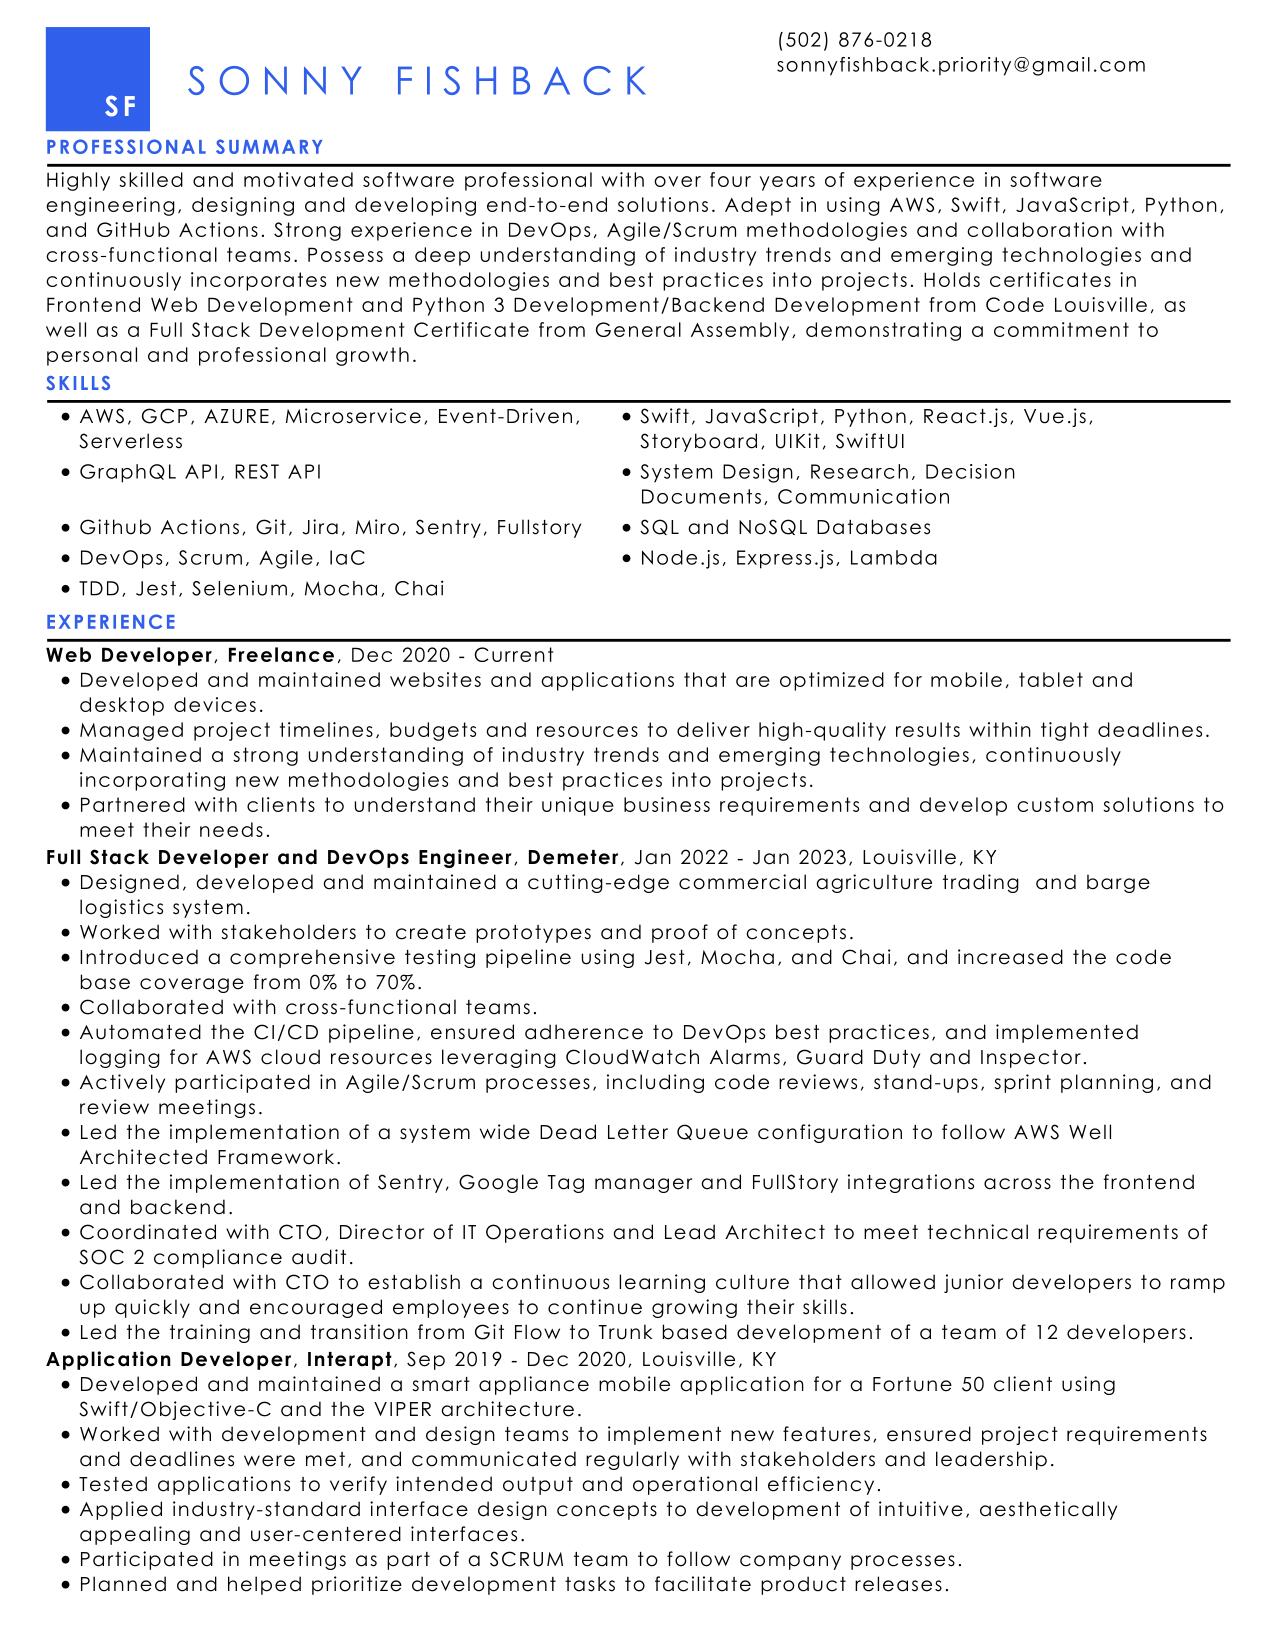 SF
SONNY FISHBACK
(502) 876-0218
sonnyfishback.priority@gmail.com
PROFESSIONAL SUMMARY
Highly skilled and motivated software professional with over four years of experience in software
engineering, designing and developing end-to-end solutions. Adept in using AWS, Swift, JavaScript, Python,
and GitHub Actions. Strong experience in DevOps, Agile/Scrum methodologies and collaboration with
cross-functional teams. Possess a deep understanding of industry trends and emerging technologies and
continuously incorporates new methodologies and best practices into projects. Holds certificates in
Frontend Web Development and Python 3 Development/Backend Development from Code Louisville, as
well as a Full Stack Development Certificate from General Assembly, demonstrating a commitment to
personal and professional growth.
SKILLS
• AWS, GCP, AZURE, Microservice, Event-Driven,
Serverless
• Swift, JavaScript, Python, React.js, Vue.js,
Storyboard, UIKit, SwiftUI
• GraphQL API, REST API
• System Design, Research, Decision
Documents, Communication
• Github Actions, Git, Jira, Miro, Sentry, Fullstory
• SQL and NoSQL Databases
• DevOps, Scrum, Agile, IaC
• Node.js, Express.js, Lambda
• TDD, Jest, Selenium, Mocha, Chai
EXPERIENCE
Web Developer, Freelance, Dec 2020 - Current
• Developed and maintained websites and applications that are optimized for mobile, tablet and
desktop devices.
• Managed project timelines, budgets and resources to deliver high-quality results within tight deadlines.
• Maintained a strong understanding of industry trends and emerging technologies, continuously
incorporating new methodologies and best practices into projects.
• Partnered with clients to understand their unique business requirements and develop custom solutions to
meet their needs.
Full Stack Developer and DevOps Engineer, Demeter, Jan 2022 - Jan 2023, Louisville, KY
• Designed, developed and maintained a cutting-edge commercial agriculture trading  and barge
logistics system.
• Worked with stakeholders to create prototypes and proof of concepts.
• Introduced a comprehensive testing pipeline using Jest, Mocha, and Chai, and increased the code
base coverage from 0% to 70%.
• Collaborated with cross-functional teams.
• Automated the CI/CD pipeline, ensured adherence to DevOps best practices, and implemented
logging for AWS cloud resources leveraging CloudWatch Alarms, Guard Duty and Inspector.
• Actively participated in Agile/Scrum processes, including code reviews, stand-ups, sprint planning, and
review meetings.
• Led the implementation of a system wide Dead Letter Queue configuration to follow AWS Well
Architected Framework.
• Led the implementation of Sentry, Google Tag manager and FullStory integrations across the frontend
and backend.
• Coordinated with CTO, Director of IT Operations and Lead Architect to meet technical requirements of
SOC 2 compliance audit.
• Collaborated with CTO to establish a continuous learning culture that allowed junior developers to ramp
up quickly and encouraged employees to continue growing their skills.
• Led the training and transition from Git Flow to Trunk based development of a team of 12 developers.
Application Developer, Interapt, Sep 2019 - Dec 2020, Louisville, KY
• Developed and maintained a smart appliance mobile application for a Fortune 50 client using
Swift/Objective-C and the VIPER architecture.
• Worked with development and design teams to implement new features, ensured project requirements
and deadlines were met, and communicated regularly with stakeholders and leadership.
• Tested applications to verify intended output and operational efficiency.
• Applied industry-standard interface design concepts to development of intuitive, aesthetically
appealing and user-centered interfaces.
• Participated in meetings as part of a SCRUM team to follow company processes.
• Planned and helped prioritize development tasks to facilitate product releases.